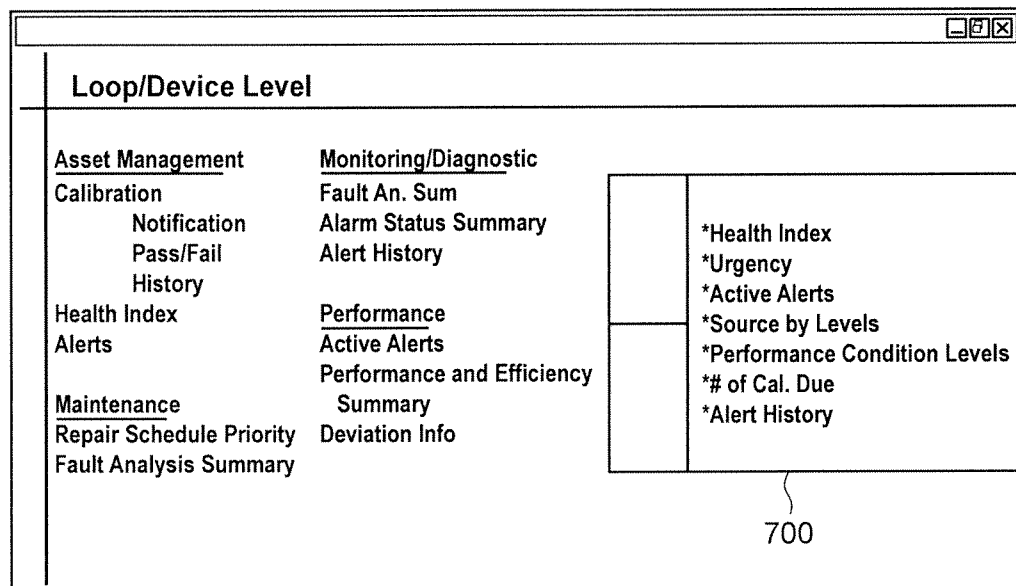 Loop/Device Level
Asset Management
Calibration
Notification
Pass/Fail
History
Health Index
Alerts
Maintenance
Repair Schedule Priority
Fault Analysis Summary
Monitoring/Diagnostic
Fault An. Sum
Alarm Status Summary
Alert History
Performance
Active Alerts
Performance and Efficiency
Summary
Deviation Info
*Health Index
*Urgency
*Active Alerts
*Source by Levels
*Performance Condition Levels
*# of Cal. Due
*Alert History
700